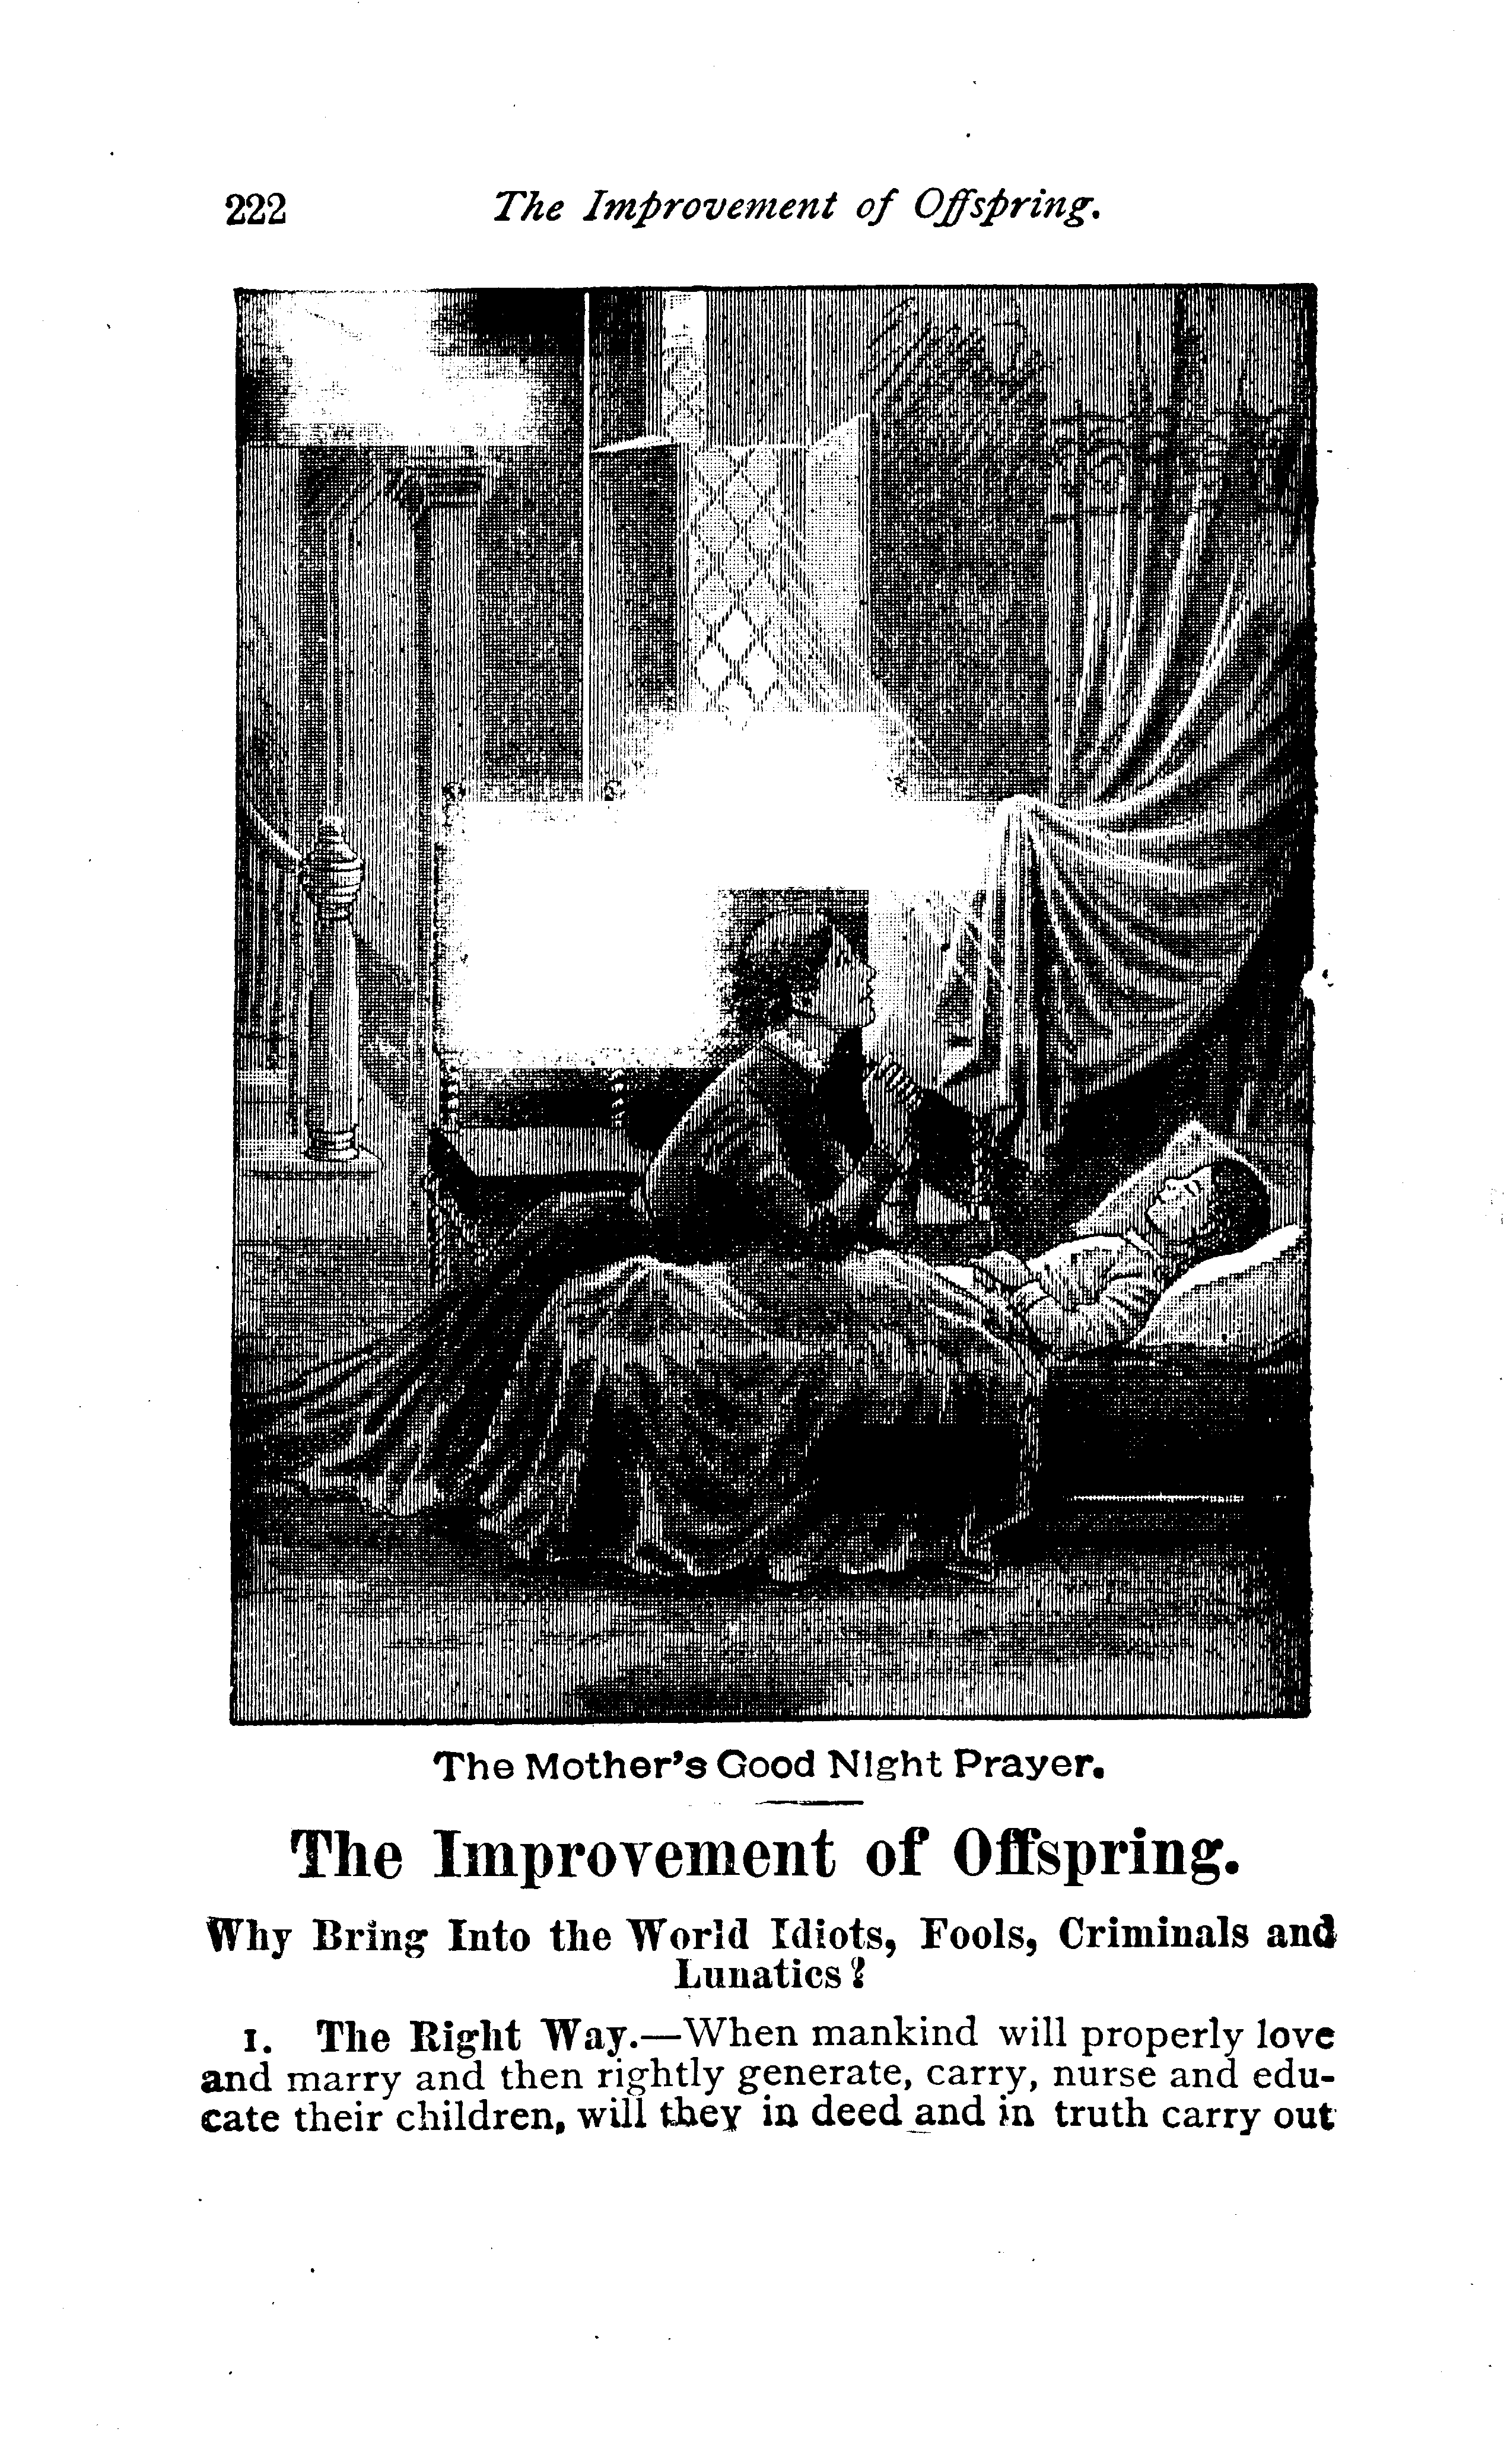 222 The Improvement of Offspring.
The Mother's Good Night Prayer.
The Improvement of Offspring.
Why Bring Into the World Idiots, Fools, Criminals and
Lunatics?
1. The Right Way.—When mankind will properly love
and marry and then rightly generate, carry, nurse and edu-
cate their children, will they in deed and in truth carry out